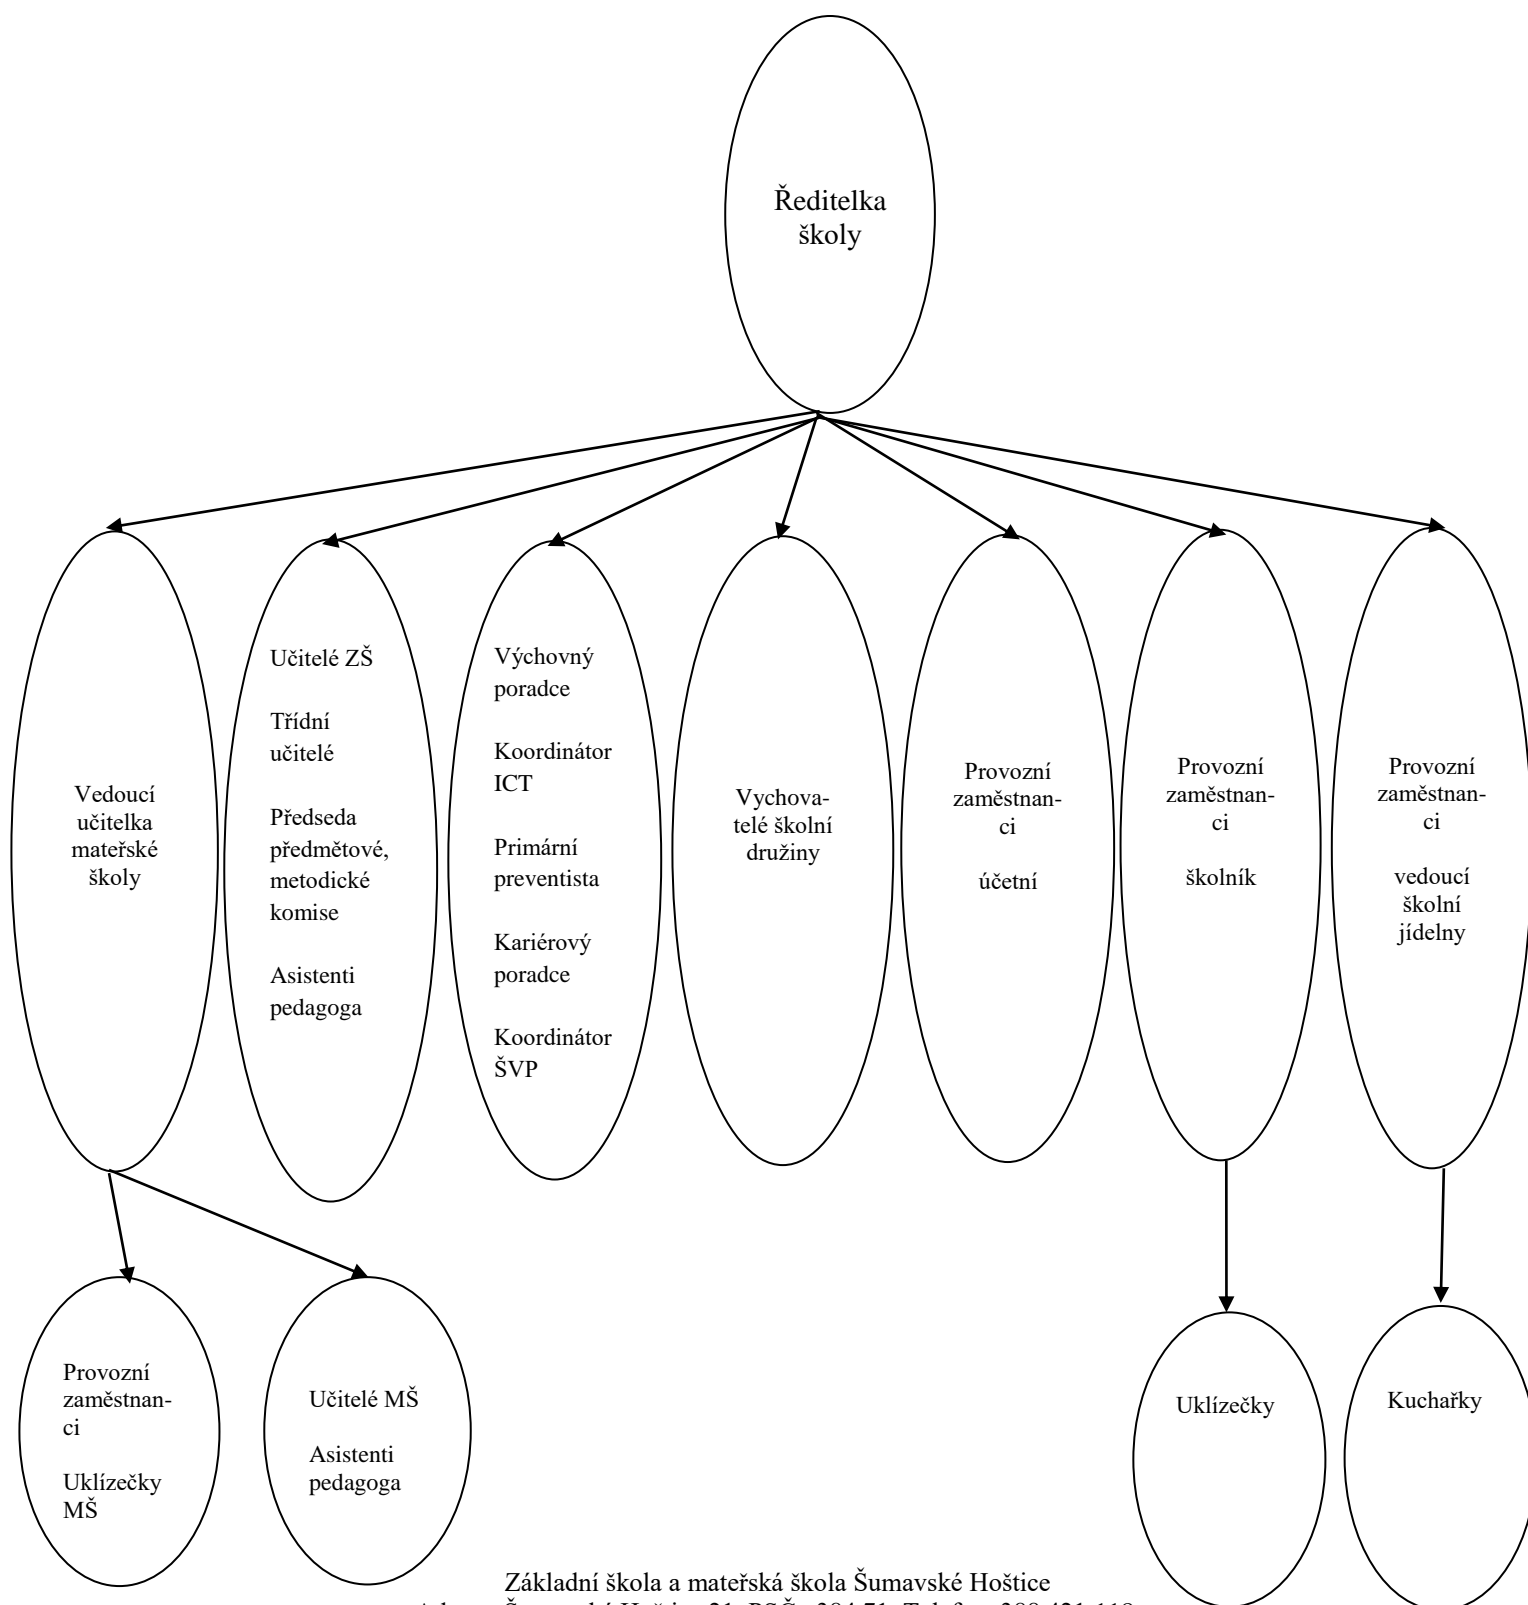 Ředitelka
školy
Vedoucí
učitelka
mateřské
školy
Učitelé ZŠ
Třídní
učitelé
Předseda
předmětové,
metodické
komise
Asistenti
pedagoga
Výchovný
poradce
Koordinátor
ICT
Primární
preventista
Kariérový
poradce
Koordinátor
ŠVP
Vychova-
telé školní
družiny
Provozní
zaměstnan-
ci
účetní
Provozní
zaměstnan-
ci
školník
Provozní
zaměstnan-
ci
vedoucí
školní
jídelny
Provozní
zaměstnan-
ci
Uklízečky
MŠ
Učitelé MŠ
Asistenti
pedagoga
Uklízečky
Kuchařky
Základní škola a mateřská škola Šumavské Hoštice